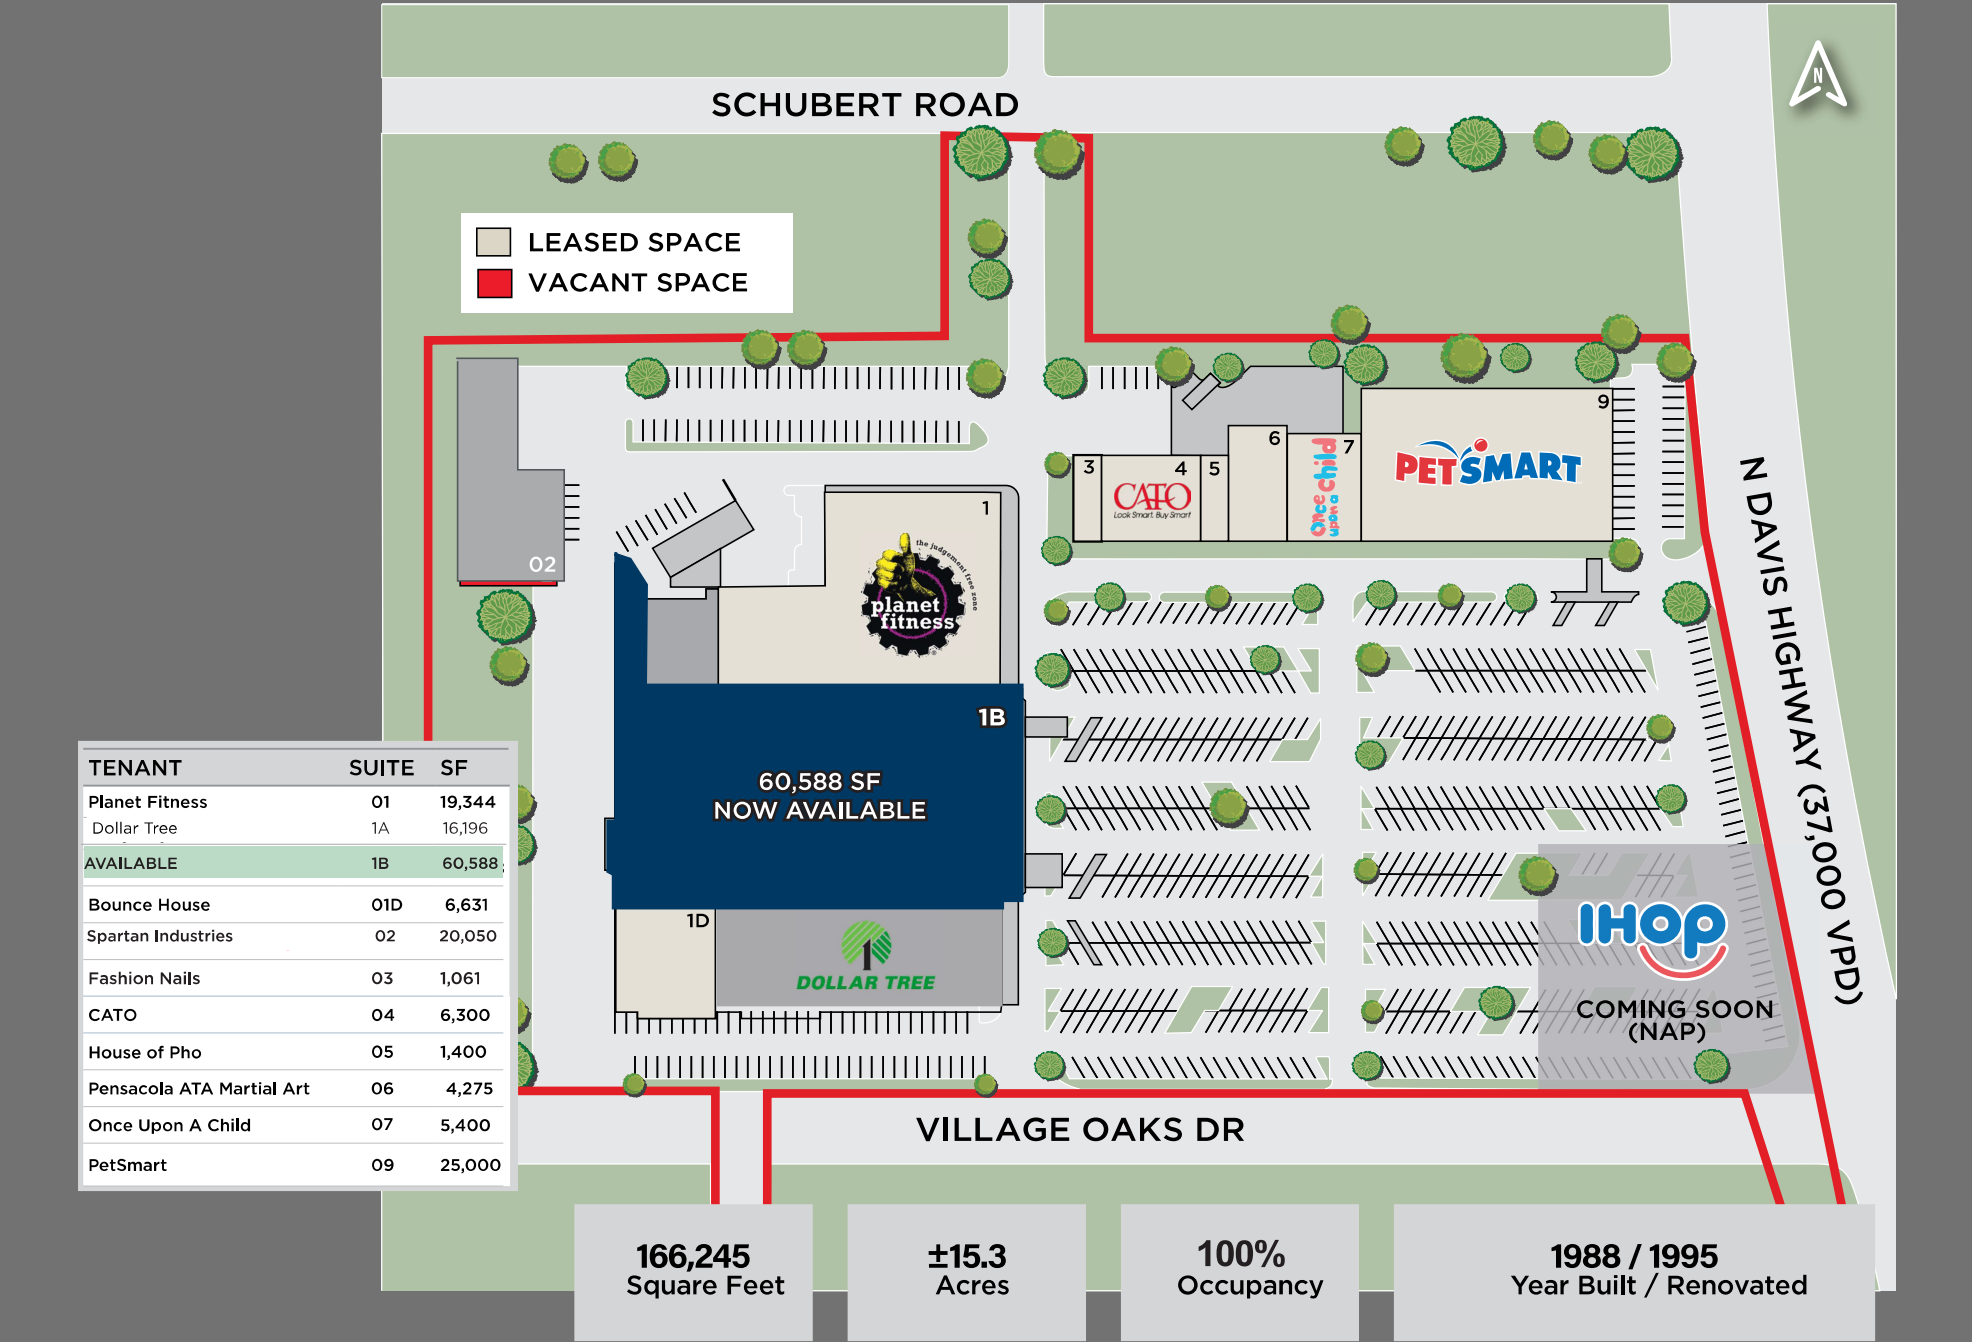 SCHUBERT ROAD
N
LEASED SPACE
VACANT SPACE
02
1
the judgement free zone
planet
fitness
3
4
5
6
7
9
CATO
Look Smart. Buy Smart
once
upon a
child
PETSMART
N DAVIS HIGHWAY (37,000 VPD)
1B
60,588 SF
NOW AVAILABLE
1D
DOLLAR TREE
IHOP
COMING SOON
(NAP)
TENANT SUITE SF
Planet Fitness 01 19,344
Dollar Tree 1A 16,196
AVAILABLE 1B 60,588
Bounce House 01D 6,631
Spartan Industries 02 20,050
Fashion Nails 03 1,061
CATO 04 6,300
House of Pho 05 1,400
Pensacola ATA Martial Art 06 4,275
Once Upon A Child 07 5,400
PetSmart 09 25,000
VILLAGE OAKS DR
166,245
Square Feet
±15.3
Acres
100%
Occupancy
1988 / 1995
Year Built / Renovated